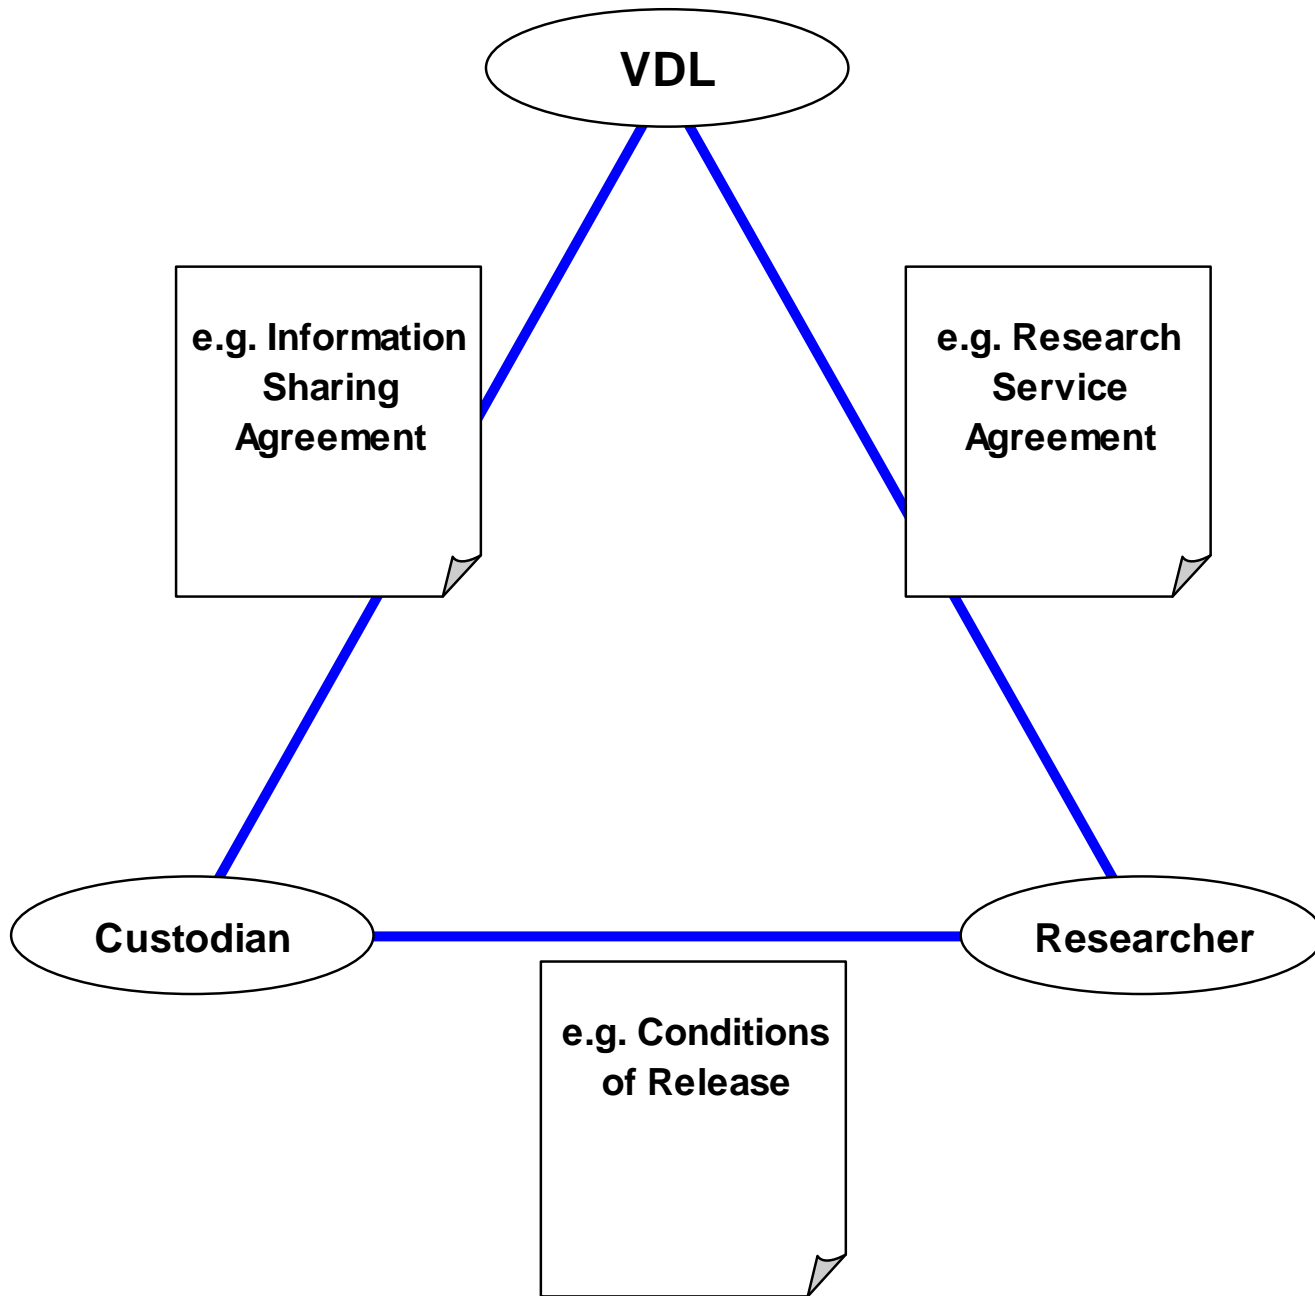 VDL
e.g. Information
Sharing
Agreement
e.g. Research
Service
Agreement
Custodian
Researcher
e.g. Conditions
of Release